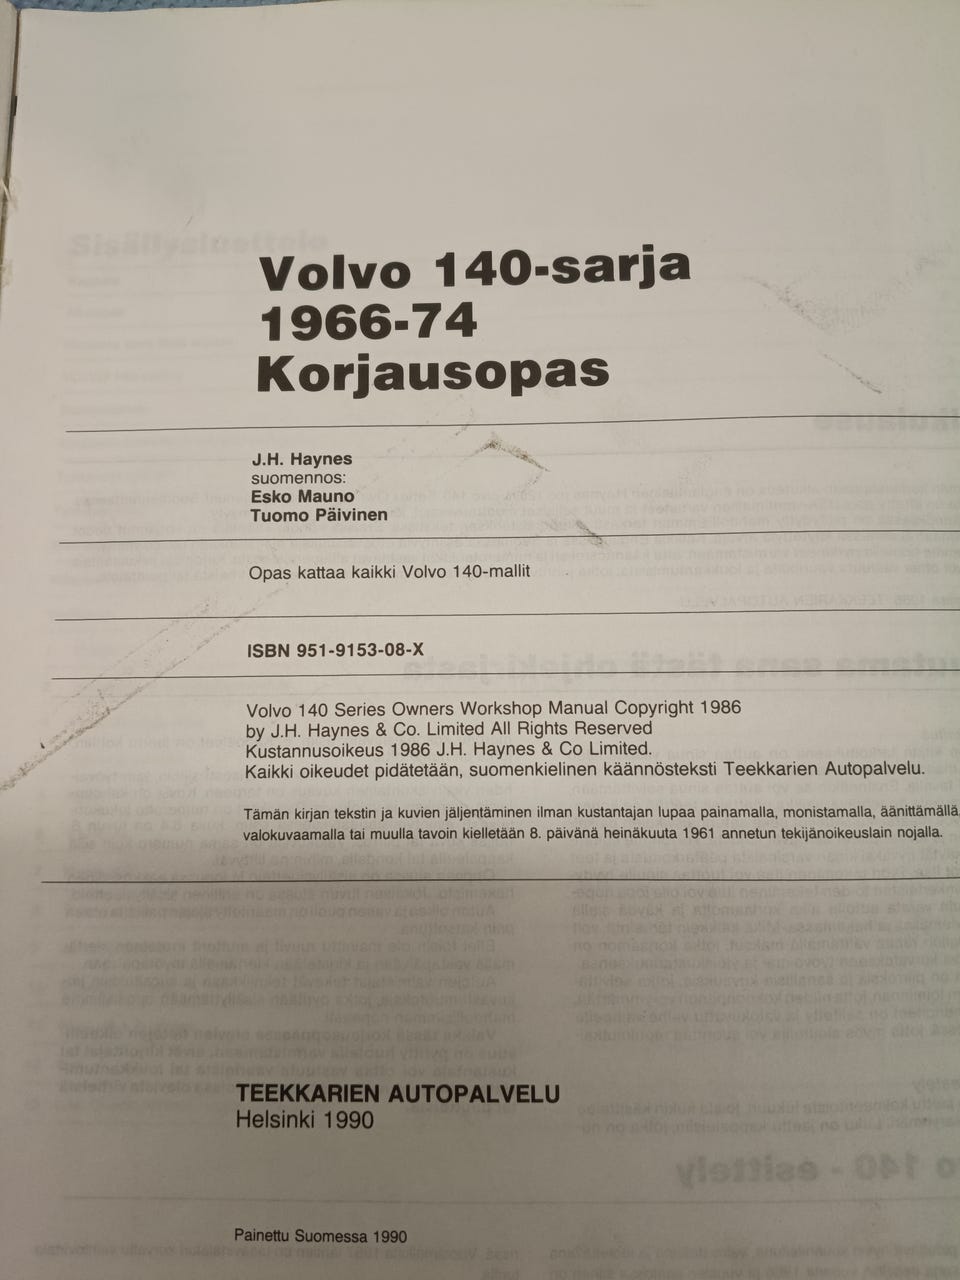 Volvo 140-sarja
1966-74
Korjausopas
J.H. Haynes
suomennos:
Esko Mauno
Tuomo Päivinen
Opas kattaa kaikki Volvo 140-mallit
ISBN 951-9153-08-X
Volvo 140 Series Owners Workshop Manual Copyright 1986
by J.H. Haynes & Co. Limited All Rights Reserved
Kustannusoikeus 1986 J.H. Haynes & Co Limited.
Kaikki oikeudet pidätetään, suomenkielinen käännösteksti Teekkarien Autopalvelu.
Tämän kirjan tekstin ja kuvien jäljentäminen ilman kustantajan lupaa painamalla, monistamalla, äänittämällä,
valokuvaamalla tai muulla tavoin kielletään 8. päivänä heinäkuuta 1961 annetun tekijänoikeuslain nojalla.
TEEKKARIEN AUTOPALVELU
Helsinki 1990
Painettu Suomessa 1990